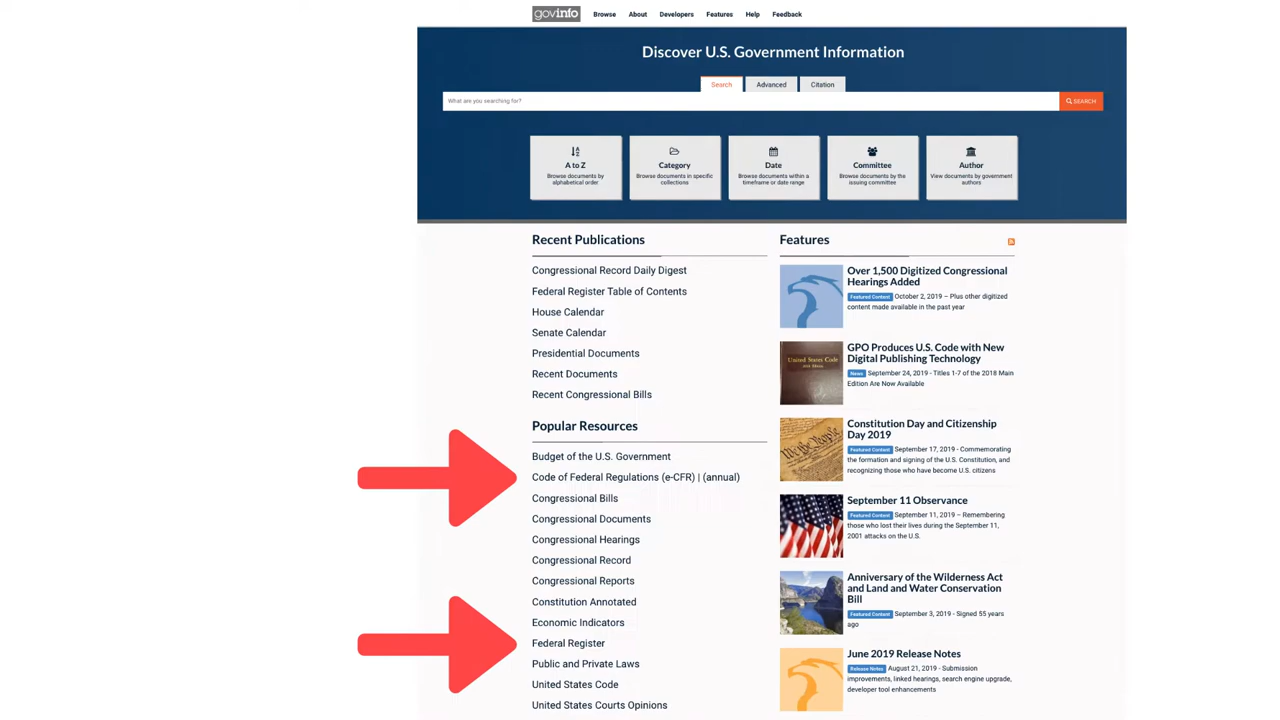 govinfo
Browse
About
Developers
Features
Help
Feedback
Discover U.S. Government Information
Search
Advanced
Citation
What are you searching for?
SEARCH
A to Z
Browse documents by
alphabetical order
Category
Browse documents in specific
collections
Date
Browse documents within a
timeframe or date range
Committee
Browse documents by the
issuing committee
Author
View documents by government
authors
Recent Publications
Congressional Record Daily Digest
Federal Register Table of Contents
House Calendar
Senate Calendar
Presidential Documents
Recent Documents
Recent Congressional Bills
Popular Resources
Budget of the U.S. Government
Code of Federal Regulations (e-CFR) | (annual)
Congressional Bills
Congressional Documents
Congressional Hearings
Congressional Record
Congressional Reports
Constitution Annotated
Economic Indicators
Federal Register
Public and Private Laws
United States Code
United States Courts Opinions
Features
Over 1,500 Digitized Congressional
Hearings Added
Featured Content October 2, 2019 – Plus other digitized
content made available in the past year
United States Code
GPO Produces U.S. Code with New
Digital Publishing Technology
News September 24, 2019 - Titles 1-7 of the 2018 Main
Edition Are Now Available
We the People
Constitution Day and Citizenship
Day 2019
Featured Content September 17, 2019 - Commemorating
the formation and signing of the U.S. Constitution, and
recognizing those who have become U.S. citizens
September 11 Observance
Featured Content September 11, 2019 – Remembering
those who lost their lives during the September 11,
2001 attacks on the U.S.
Anniversary of the Wilderness Act
and Land and Water Conservation
Bill
Featured Content September 3, 2019 - Signed 55 years
ago
June 2019 Release Notes
Release Notes August 21, 2019 - Submission
improvements, linked hearings, search engine upgrade,
developer tool enhancements